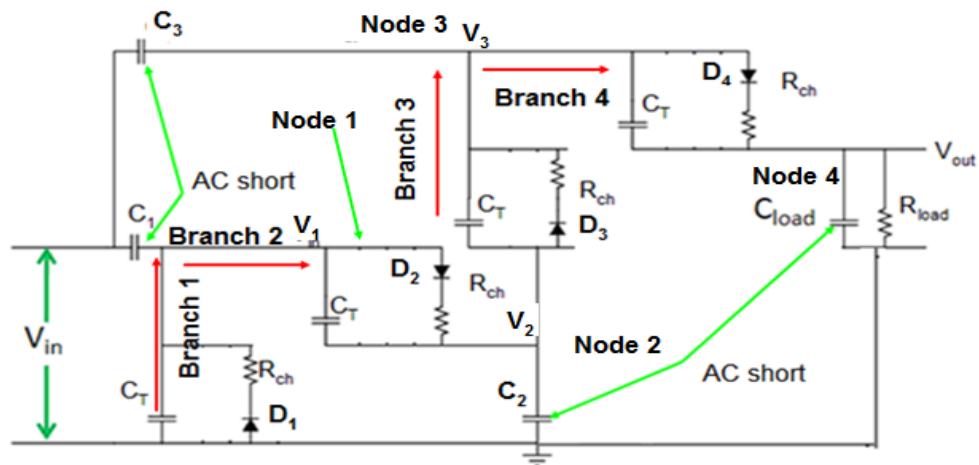 C3
Node 3
V3
D4
Rch
Branch 4
CT
Node 1
Branch 3
AC short
Rch
CT
D3
Vout
Node 4
Cload
Rload
C1
Branch 2
V1
D2
Rch
CT
V2
Vin
Branch 1
Node 2
AC short
Rch
CT
D1
C2